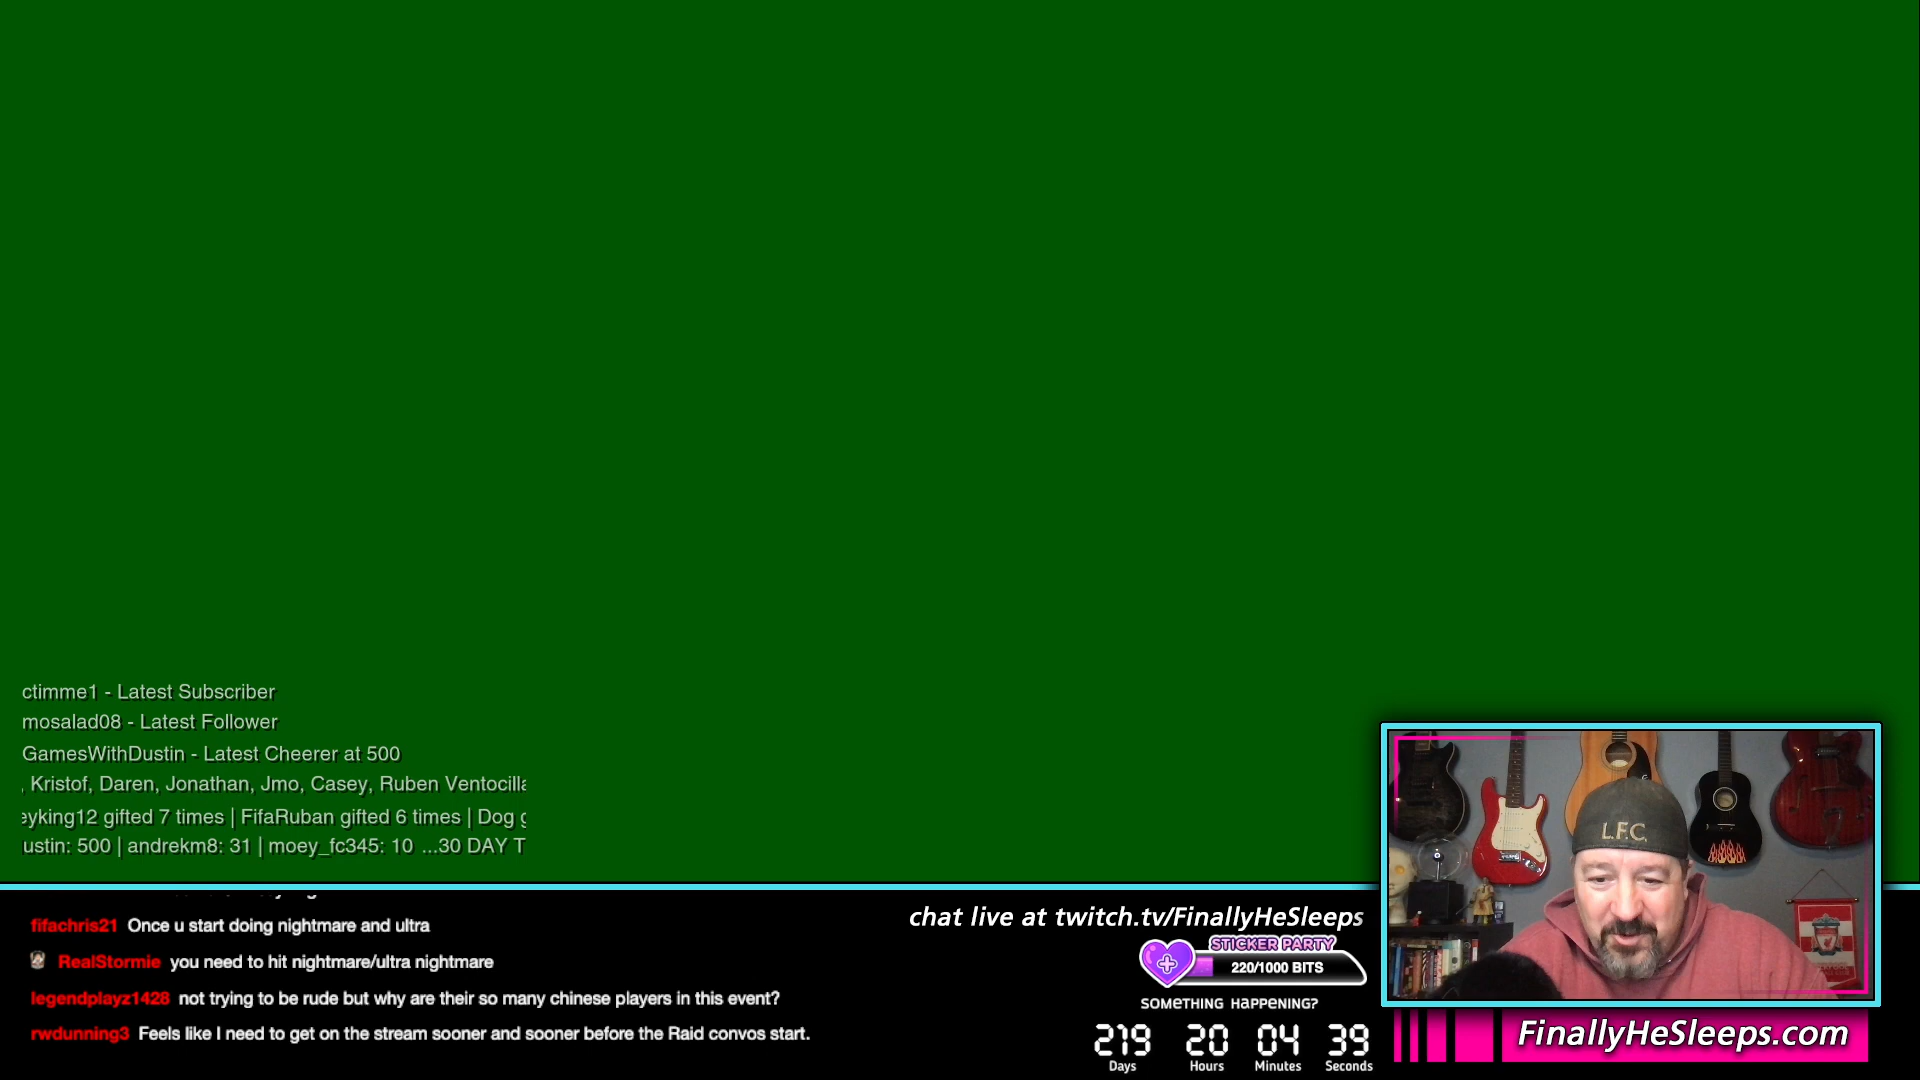 ctimme1 - Latest Subscriber
mosalad08 - Latest Follower
GamesWithDustin - Latest Cheerer at 500
, Kristof, Daren, Jonathan, Jmo, Casey, Ruben Ventocilla
eyking12 gifted 7 times | FifaRuban gifted 6 times | Dog g
ustin: 500 | andrekm8: 31 | moey_fc345: 10 ...30 DAY T
fifachris21 Once u start doing nightmare and ultra
RealStormie you need to hit nightmare/ultra nightmare
legendplayz1428 not trying to be rude but why are their so many chinese players in this event?
rwdunning3 Feels like I need to get on the stream sooner and sooner before the Raid convos start.
chat live at twitch.tv/FinallyHeSleeps
STICKER PARTY
220/1000 BITS
SOMETHING HAPPENING?
219 20 04 39
Days Hours Minutes Seconds
L.F.C.
FinallyHeSleeps.com